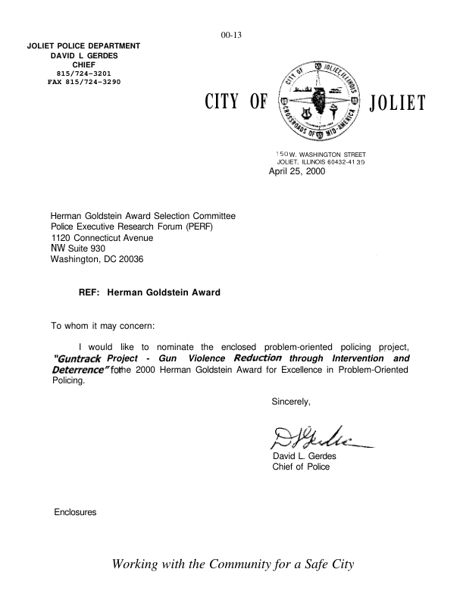 00-13
JOLIET POLICE DEPARTMENT
DAVID L GERDES
CHIEF
815/724-3201
FAX 815/724-3290
CITY OF JOLIET
CITY OF JOLIET, ILLINOIS
CROSSROADS OF MID-AMERICA
150 W. WASHINGTON STREET
JOLIET, ILLINOIS 60432-4139
April 25, 2000
Herman Goldstein Award Selection Committee
Police Executive Research Forum (PERF)
1120 Connecticut Avenue
NW Suite 930
Washington, DC 20036
REF: Herman Goldstein Award
To whom it may concern:
I would like to nominate the enclosed problem-oriented policing project,
"Guntrack Project - Gun Violence Reduction through Intervention and
Deterrence" for the 2000 Herman Goldstein Award for Excellence in Problem-Oriented
Policing.
Sincerely,
David L. Gerdes
Chief of Police
Enclosures
Working with the Community for a Safe City